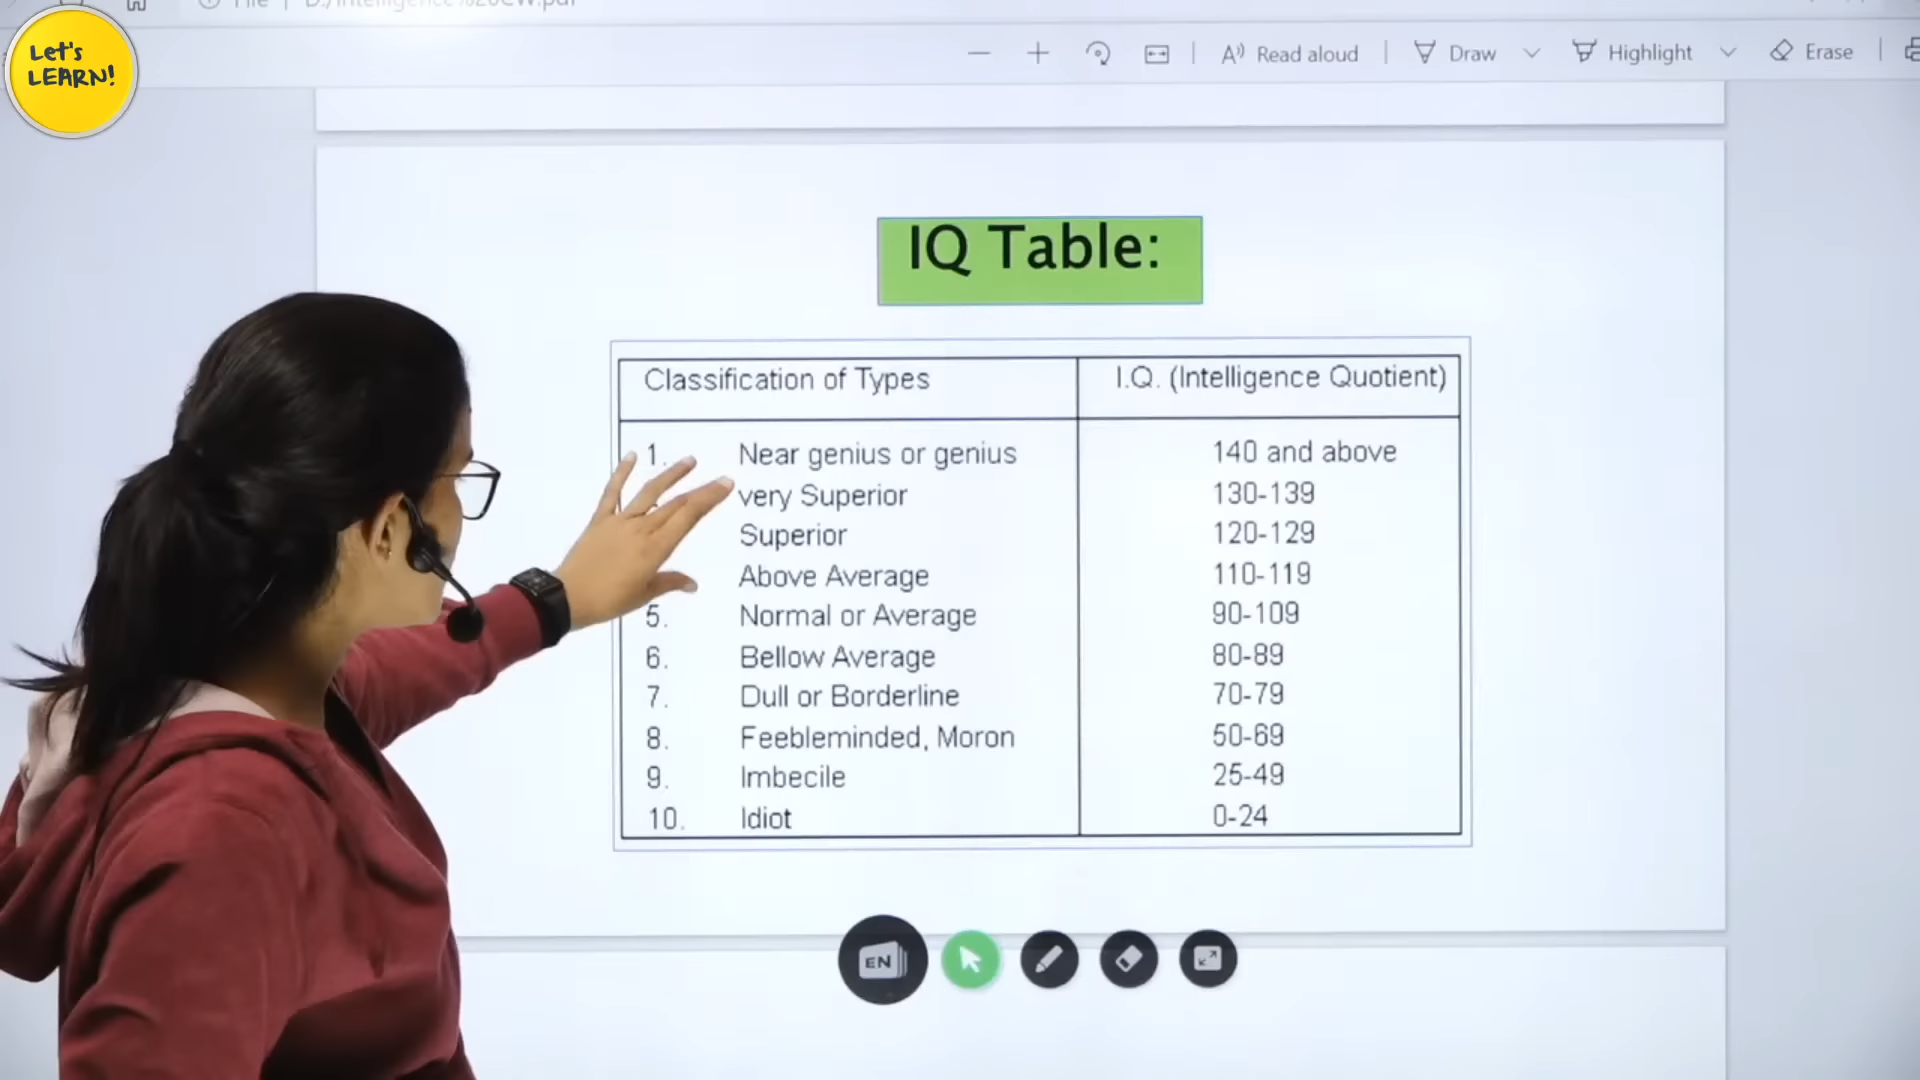 Let's
LEARN!
Read aloud
Draw
Highlight
Erase
IQ Table:
Classification of Types I.Q. (Intelligence Quotient)
1. Near genius or genius 140 and above
very Superior 130-139
Superior 120-129
Above Average 110-119
5. Normal or Average 90-109
6. Bellow Average 80-89
7. Dull or Borderline 70-79
8. Feebleminded, Moron 50-69
9. Imbecile 25-49
10. Idiot 0-24
EN